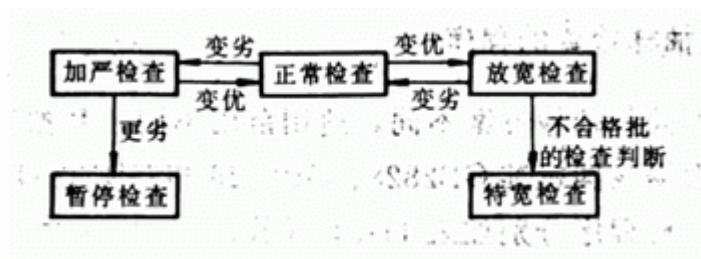 变劣
变优
加严检查
正常检查
放宽检查
变优
变劣
更劣
不合格批
的检查判断
暂停检查
特宽检查